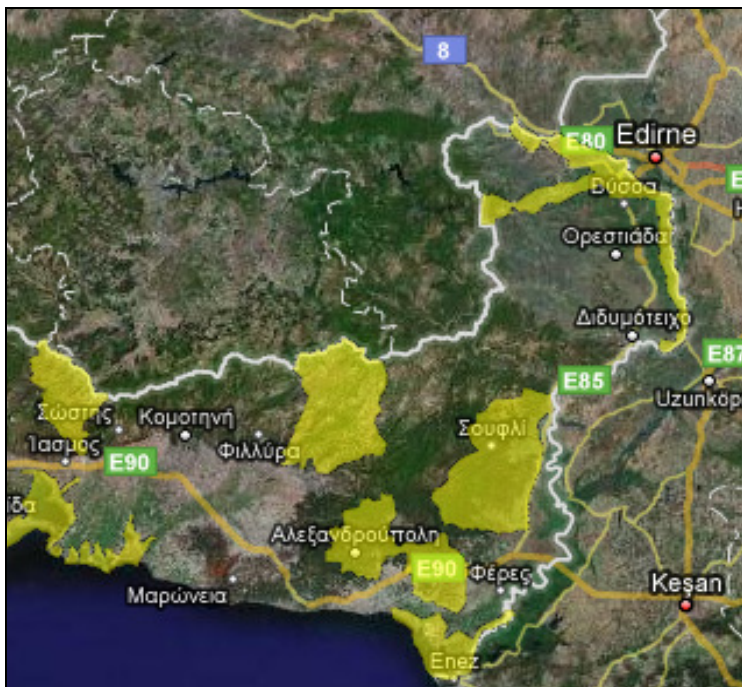 8
E80
Edirne
Βύσσα
Ορεστιάδα
Διδυμότειχο
E87
E85
Uzunköp
Σώστης
Κομοτηνή
Σουφλί
Φιλλύρα
Ίασμος
E90
ίδα
Αλεξανδρούπολη
E90
Φέρες
Μαρώνεια
Keşan
Enez